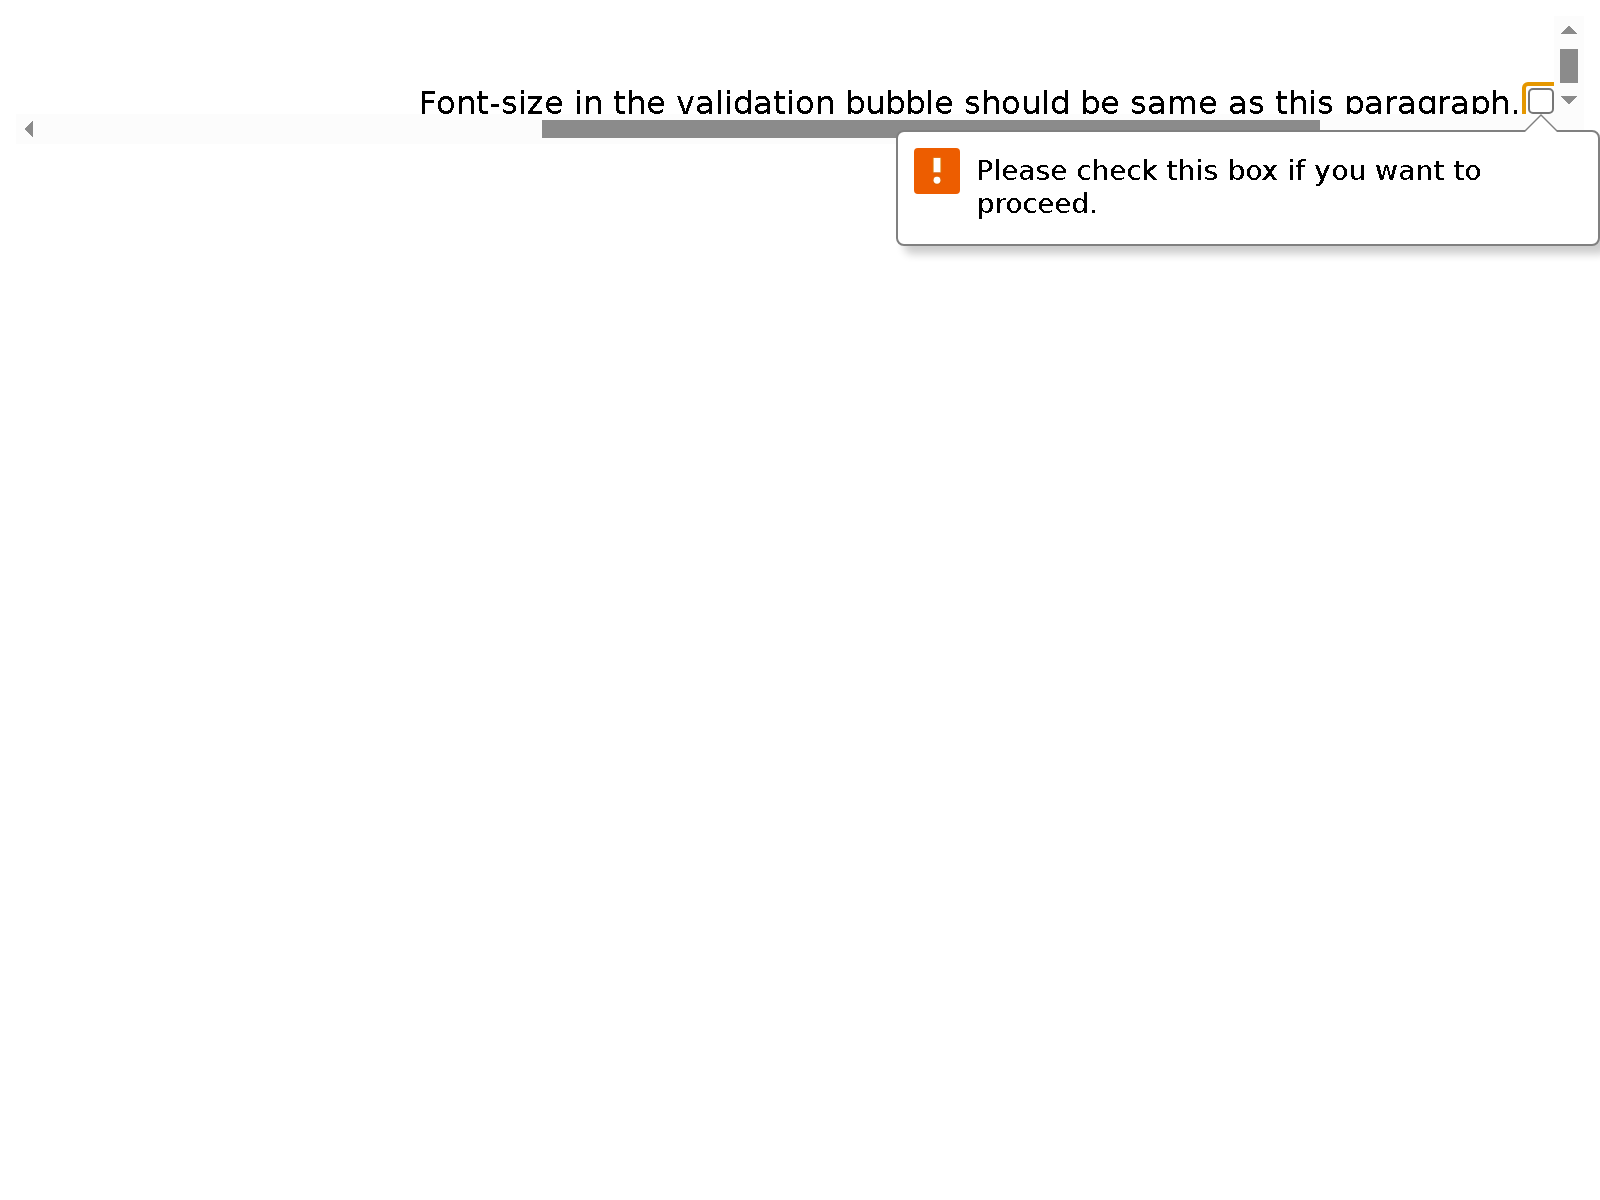 Font-size in the validation bubble should be same as this paragraph.
Please check this box if you want to
proceed.